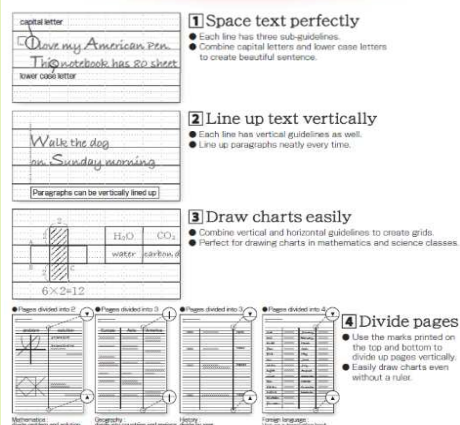 capital letter
I love my American Pen.
This notebook has 80 sheet
lower case letter
1 Space text perfectly
● Each line has three sub-guidelines.
● Combine capital letters and lower case letters
to create beautiful sentence.
Walk the dog
on Sunday morning
Paragraphs can be vertically lined up
2 Line up text vertically
● Each line has vertical guidelines as well.
● Line up paragraphs neatly every time.
2
A
B
2
C
6×2=12
H₂O
CO₂
water
carbon d
3 Draw charts easily
● Combine vertical and horizontal guidelines to create grids.
● Perfect for drawing charts in mathematics and science classes.
● Pages divided into 2
● Pages divided into 3
● Pages divided into 3
● Pages divided into 4
problem
solution
Europe
Asia
America
Mathematics:
Geography:
History:
Foreign language:
4 Divide pages
● Use the marks printed on
the top and bottom to
divide up pages vertically.
● Easily draw charts even
without a ruler.